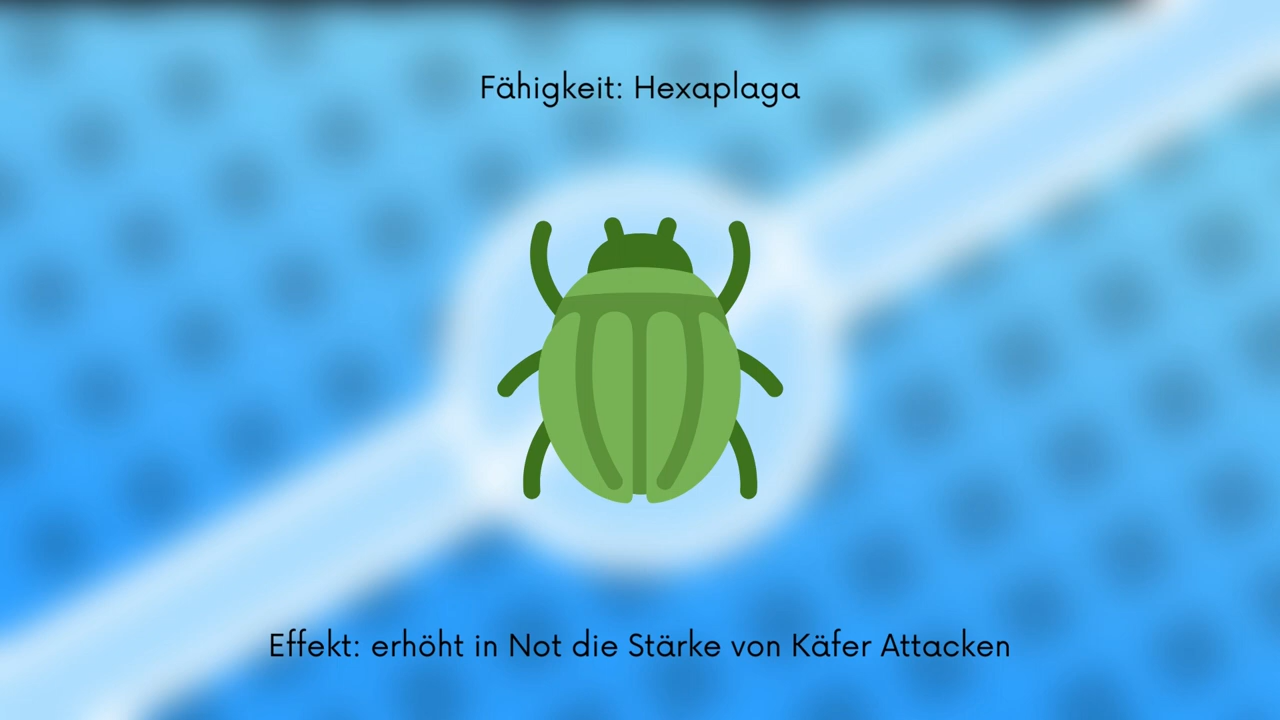 Fähigkeit: Hexaplaga
Effekt: erhöht in Not die Stärke von Käfer Attacken